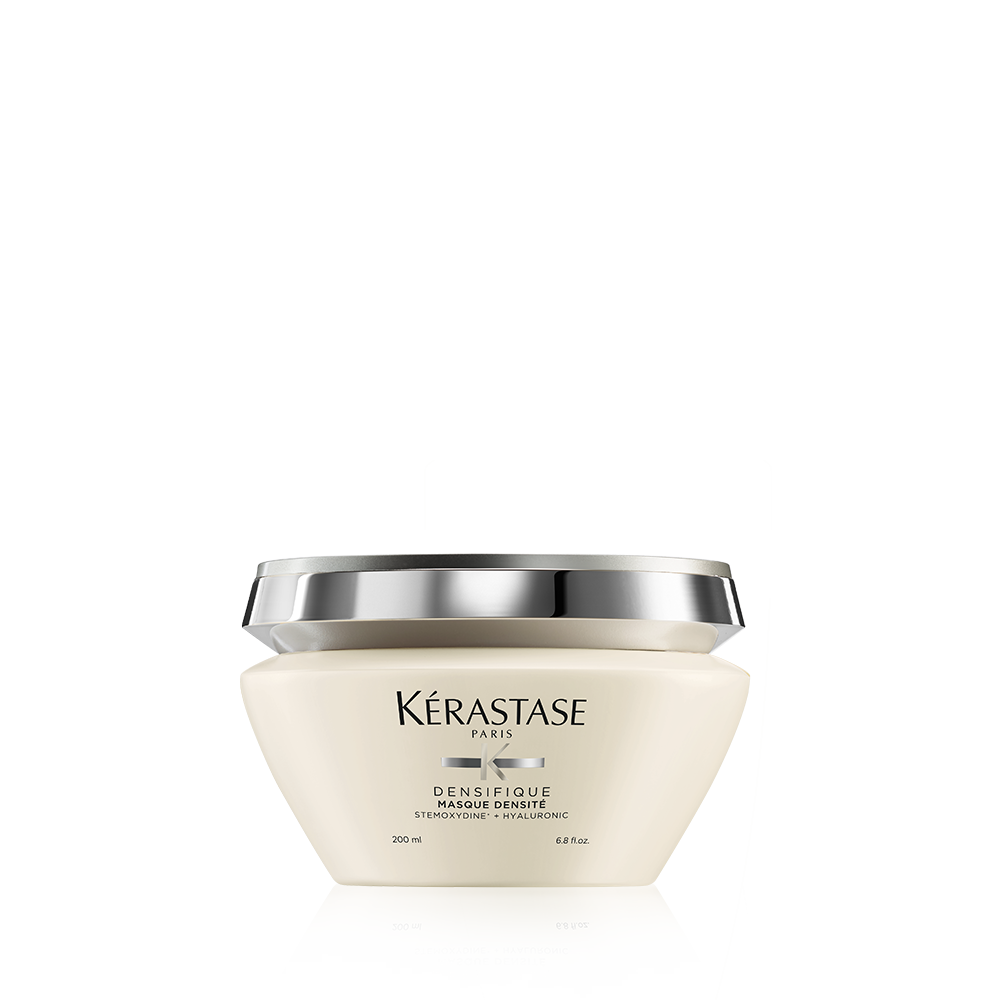 KÉRASTASE
PARIS
K
DENSIFIQUE
MASQUE DENSITÉ
STEMOXYDINE* + HYALURONIC
200 ml 6.8 fl.oz.